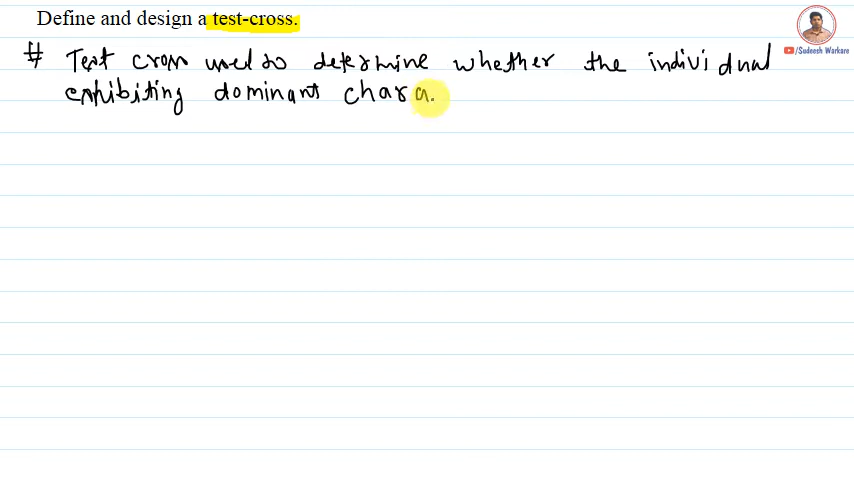 Define and design a test-cross.
/Sudeesh Warkare
# Test cross used to determine whether the individual
exhibiting dominant chara.